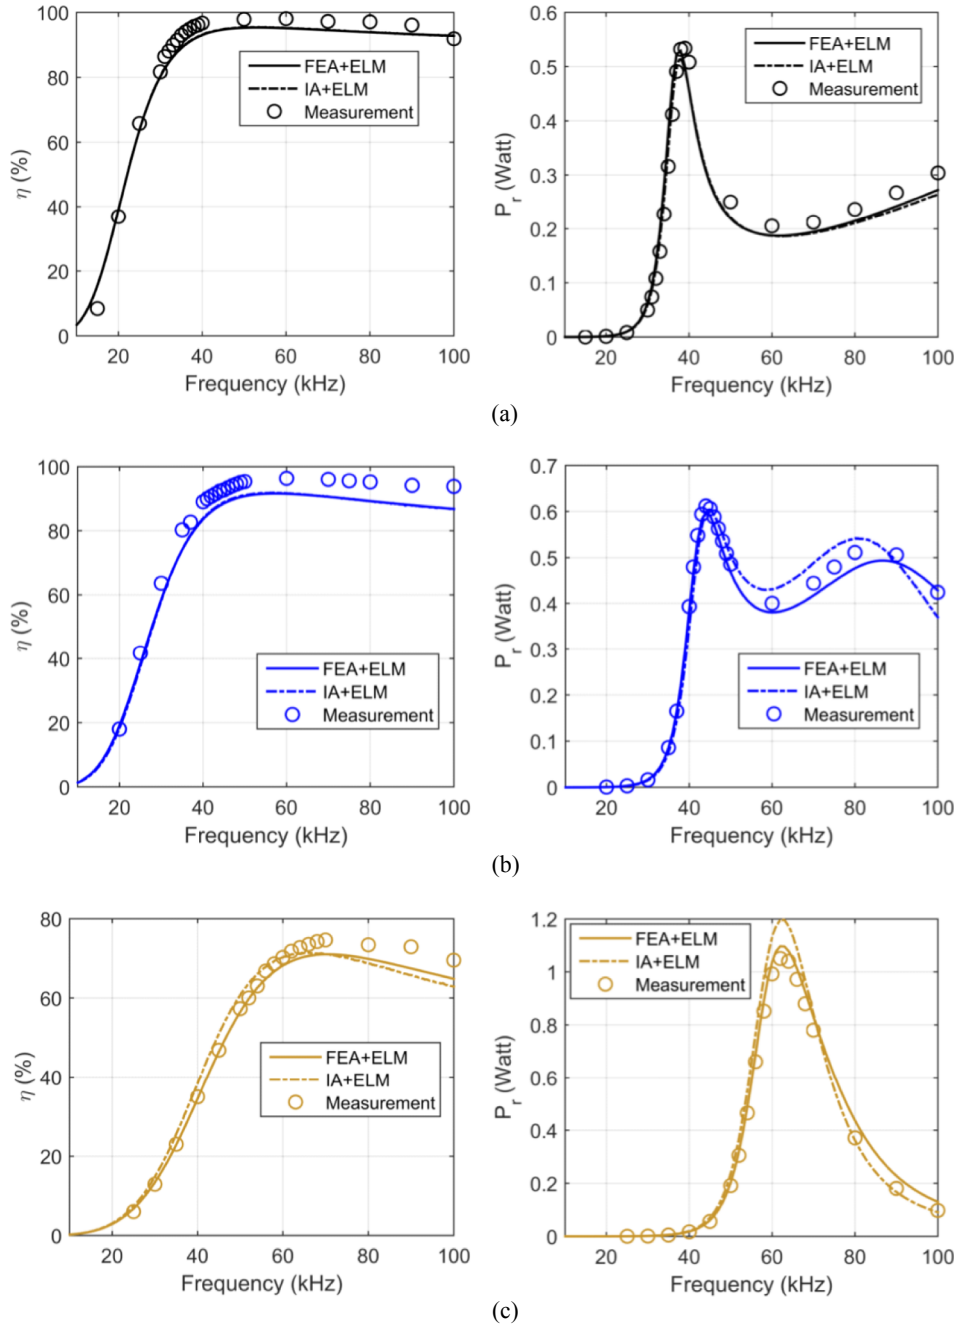 100
80
60
40
20
0
η (%)
20 40 60 80 100
Frequency (kHz)
FEA+ELM
IA+ELM
Measurement
0.6
0.5
0.4
0.3
0.2
0.1
0
P_r (Watt)
20 40 60 80 100
Frequency (kHz)
FEA+ELM
IA+ELM
Measurement
(a)
100
80
60
40
20
0
η (%)
20 40 60 80 100
Frequency (kHz)
FEA+ELM
IA+ELM
Measurement
0.7
0.6
0.5
0.4
0.3
0.2
0.1
0
P_r (Watt)
20 40 60 80 100
Frequency (kHz)
FEA+ELM
IA+ELM
Measurement
(b)
80
60
40
20
0
η (%)
20 40 60 80 100
Frequency (kHz)
FEA+ELM
IA+ELM
Measurement
1.2
1
0.8
0.6
0.4
0.2
0
P_r (Watt)
20 40 60 80 100
Frequency (kHz)
FEA+ELM
IA+ELM
Measurement
(c)